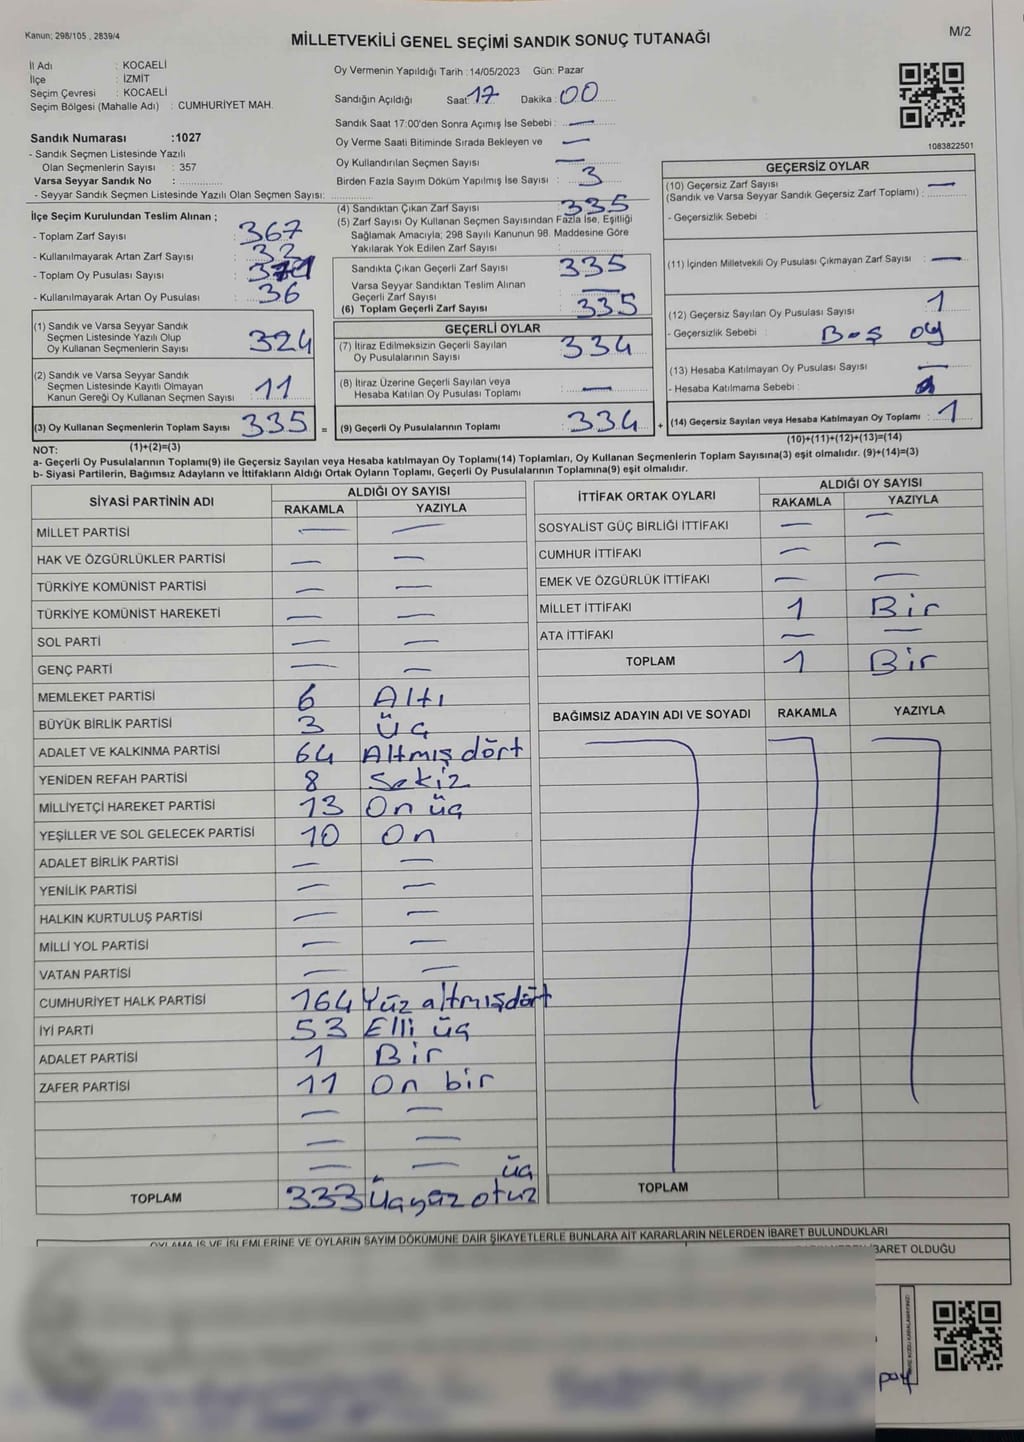 Kanun; 298/105 , 2839/4
MİLLETVEKİLİ GENEL SEÇİMİ SANDIK SONUÇ TUTANAĞI
M/2
İl Adı : KOCAELİ
İlçe : İZMİT
Seçim Çevresi : KOCAELİ
Seçim Bölgesi (Mahalle Adı) : CUMHURİYET MAH.
Sandık Numarası :1027
- Sandık Seçmen Listesinde Yazılı
Olan Seçmenlerin Sayısı : 357
Varsa Seyyar Sandık No :
- Seyyar Sandık Seçmen Listesinde Yazılı Olan Seçmen Sayısı:
Oy Vermenin Yapıldığı Tarih :14/05/2023 Gün: Pazar
Sandığın Açıldığı Saat: 17 Dakika : 00
Sandık Saat 17:00'den Sonra Açımış İse Sebebi : —
Oy Verme Saati Bitiminde Sırada Bekleyen ve —
Oy Kullandırılan Seçmen Sayısı —
Birden Fazla Sayım Döküm Yapılmış İse Sayısı : 3
1083822501
İlçe Seçim Kurulundan Teslim Alınan ;
- Toplam Zarf Sayısı : 367
- Kullanılmayarak Artan Zarf Sayısı :
- Toplam Oy Pusulası Sayısı :
- Kullanılmayarak Artan Oy Pusulası : 36
(1) Sandık ve Varsa Seyyar Sandık
Seçmen Listesinde Yazılı Olup
Oy Kullanan Seçmenlerin Sayısı : 324
(2) Sandık ve Varsa Seyyar Sandık
Seçmen Listesinde Kayıtlı Olmayan
Kanun Gereği Oy Kullanan Seçmen Sayısı : 11
(3) Oy Kullanan Seçmenlerin Toplam Sayısı : 335
(1)+(2)=(3)
(4) Sandıktan Çıkan Zarf Sayısı : 335
(5) Zarf Sayısı Oy Kullanan Seçmen Sayısından Fazla İse, Eşitliği
Sağlamak Amacıyla; 298 Sayılı Kanunun 98. Maddesine Göre
Yakılarak Yok Edilen Zarf Sayısı :
Sandıkta Çıkan Geçerli Zarf Sayısı : 335
Varsa Seyyar Sandıktan Teslim Alınan
Geçerli Zarf Sayısı : —
(6) Toplam Geçerli Zarf Sayısı : 335
GEÇERLİ OYLAR
(7) İtiraz Edilmeksizin Geçerli Sayılan
Oy Pusulalarının Sayısı : 334
(8) İtiraz Üzerine Geçerli Sayılan veya
Hesaba Katılan Oy Pusulası Toplamı : —
= (9) Geçerli Oy Pusulalarının Toplamı : 334
GEÇERSİZ OYLAR
(10) Geçersiz Zarf Sayısı : —
(Sandık ve Varsa Seyyar Sandık Geçersiz Zarf Toplamı)
- Geçersizlik Sebebi :
(11) İçinden Milletvekili Oy Pusulası Çıkmayan Zarf Sayısı : —
(12) Geçersiz Sayılan Oy Pusulası Sayısı : 1
- Geçersizlik Sebebi : Boş oy
(13) Hesaba Katılmayan Oy Pusulası Sayısı : —
- Hesaba Katılmama Sebebi :
+ (14) Geçersiz Sayılan veya Hesaba Katılmayan Oy Toplamı : 1
(10)+(11)+(12)+(13)=(14)
NOT:
a- Geçerli Oy Pusulalarının Toplamı(9) ile Geçersiz Sayılan veya Hesaba katılmayan Oy Toplamı(14) Toplamları, Oy Kullanan Seçmenlerin Toplam Sayısına(3) eşit olmalıdır. (9)+(14)=(3)
b- Siyasi Partilerin, Bağımsız Adayların ve İttifakların Aldığı Ortak Oyların Toplamı, Geçerli Oy Pusulalarının Toplamına(9) eşit olmalıdır.
SİYASİ PARTİNİN ADI ALDIĞI OY SAYISI
RAKAMLA YAZIYLA
MİLLET PARTİSİ — —
HAK VE ÖZGÜRLÜKLER PARTİSİ — —
TÜRKİYE KOMÜNİST PARTİSİ — —
TÜRKİYE KOMÜNİST HAREKETİ — —
SOL PARTİ — —
GENÇ PARTİ — —
MEMLEKET PARTİSİ 6 Altı
BÜYÜK BİRLİK PARTİSİ 3 Üç
ADALET VE KALKINMA PARTİSİ 64 Altmış dört
YENİDEN REFAH PARTİSİ 8 Sekiz
MİLLİYETÇİ HAREKET PARTİSİ 13 On üç
YEŞİLLER VE SOL GELECEK PARTİSİ 10 On
ADALET BİRLİK PARTİSİ — —
YENİLİK PARTİSİ — —
HALKIN KURTULUŞ PARTİSİ — —
MİLLİ YOL PARTİSİ — —
VATAN PARTİSİ — —
CUMHURİYET HALK PARTİSİ 164 Yüz altmışdört
İYİ PARTİ 53 Elli üç
ADALET PARTİSİ 1 Bir
ZAFER PARTİSİ 11 On bir
— —
— —
— —
TOPLAM 333 Üçyüz otuz üç
İTTİFAK ORTAK OYLARI ALDIĞI OY SAYISI
RAKAMLA YAZIYLA
SOSYALİST GÜÇ BİRLİĞİ İTTİFAKI — —
CUMHUR İTTİFAKI — —
EMEK VE ÖZGÜRLÜK İTTİFAKI — —
MİLLET İTTİFAKI 1 Bir
ATA İTTİFAKI — —
TOPLAM 1 Bir
BAĞIMSIZ ADAYIN ADI VE SOYADI RAKAMLA YAZIYLA
TOPLAM
OYLAMA İŞ VE İŞLEMLERİNE VE OYLARIN SAYIM DÖKÜMÜNE DAİR ŞİKAYETLERLE BUNLARA AİT KARARLARIN NELERDEN İBARET BULUNDUKLARI
İBARET OLDUĞU